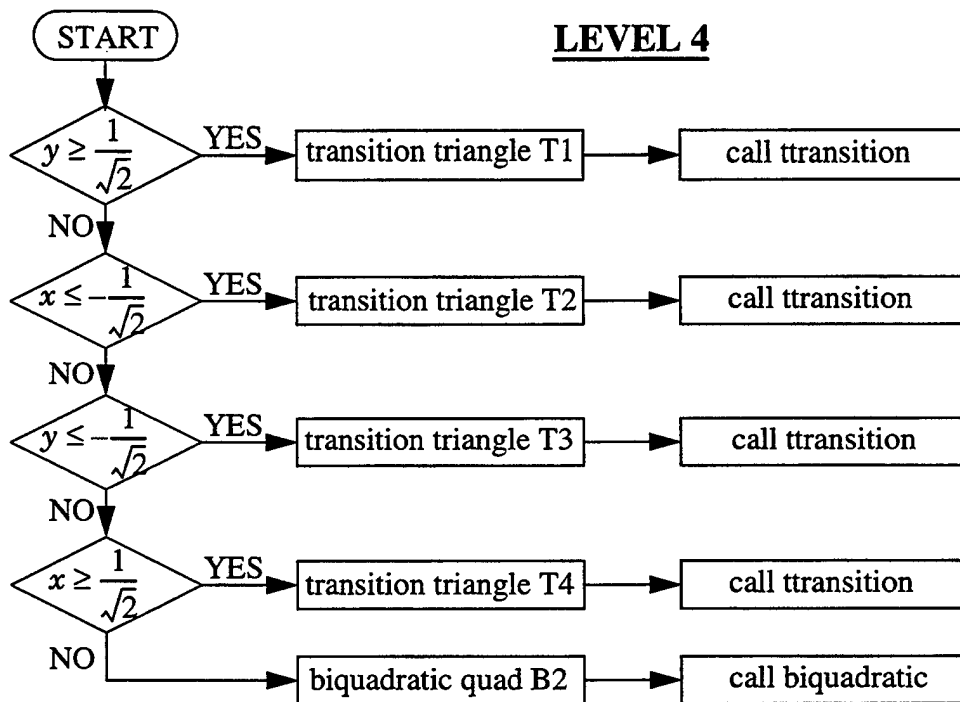 START
LEVEL 4
y ≥ 1/√2
YES
transition triangle T1
call ttransition
NO
x ≤ -1/√2
YES
transition triangle T2
call ttransition
NO
y ≤ -1/√2
YES
transition triangle T3
call ttransition
NO
x ≥ 1/√2
YES
transition triangle T4
call ttransition
NO
biquadratic quad B2
call biquadratic